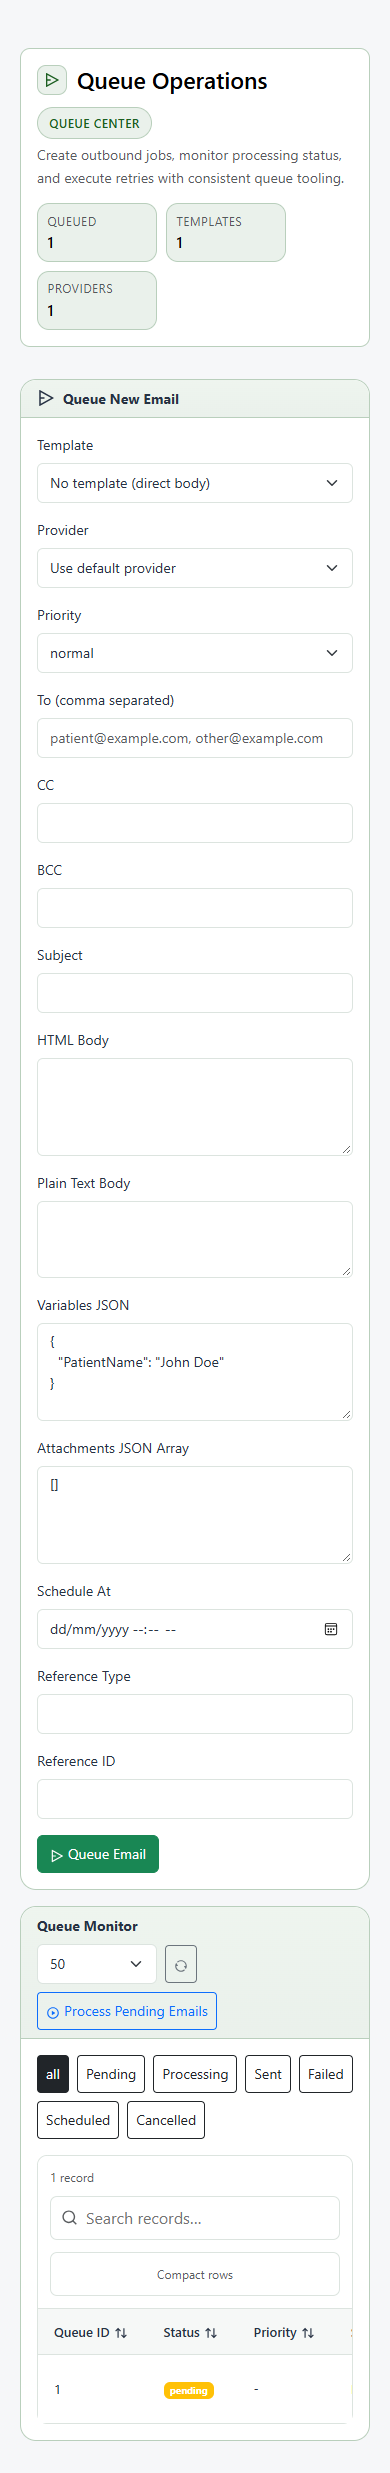 Queue Operations
QUEUE CENTER
Create outbound jobs, monitor processing status,
and execute retries with consistent queue tooling.
QUEUED
1
TEMPLATES
1
PROVIDERS
1
Queue New Email
Template
No template (direct body)
Provider
Use default provider
Priority
normal
To (comma separated)
patient@example.com, other@example.com
CC
BCC
Subject
HTML Body
Plain Text Body
Variables JSON
{
"PatientName": "John Doe"
}
Attachments JSON Array
[]
Schedule At
dd/mm/yyyy --:-- --
Reference Type
Reference ID
Queue Email
Queue Monitor
50
Process Pending Emails
all
Pending
Processing
Sent
Failed
Scheduled
Cancelled
1 record
Search records...
Compact rows
Queue ID
Status
Priority
1
pending
-